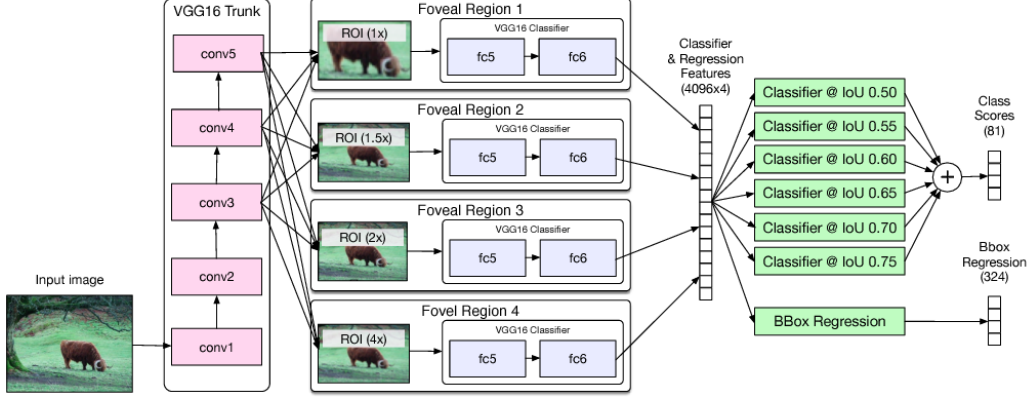 VGG16 Trunk
conv5
conv4
conv3
conv2
conv1
Input image
Foveal Region 1
ROI (1x)
VGG16 Classifier
fc5
fc6
Foveal Region 2
ROI (1.5x)
VGG16 Classifier
fc5
fc6
Foveal Region 3
ROI (2x)
VGG16 Classifier
fc5
fc6
Fovel Region 4
ROI (4x)
VGG16 Classifier
fc5
fc6
Classifier
& Regression
Features
(4096x4)
Classifier @ IoU 0.50
Classifier @ IoU 0.55
Classifier @ IoU 0.60
Classifier @ IoU 0.65
Classifier @ IoU 0.70
Classifier @ IoU 0.75
BBox Regression
+
Class
Scores
(81)
Bbox
Regression
(324)